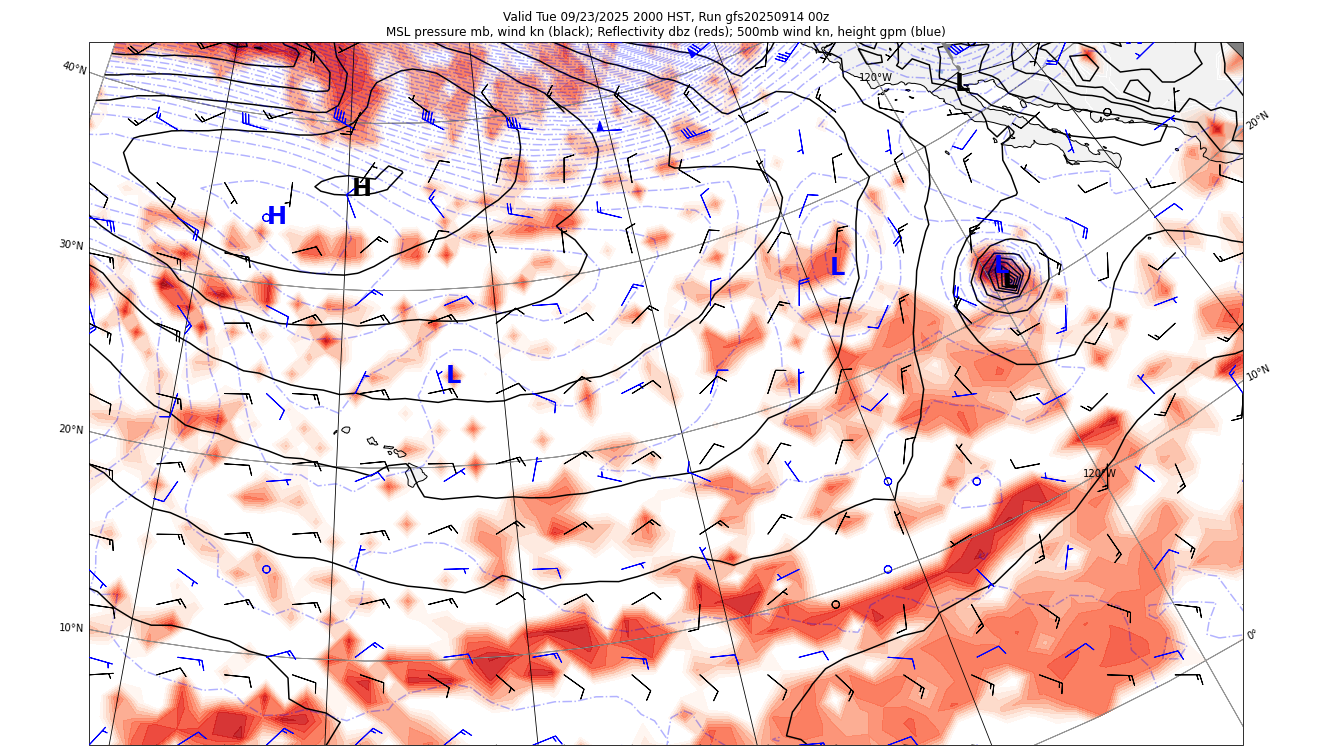 Valid Tue 09/23/2025 2000 HST, Run gfs20250914 00z
MSL pressure mb, wind kn (black); Reflectivity dbz (reds); 500mb wind kn, height gpm (blue)
40°N
120°W
L
20°N
H
H
30°N
L
L
L
L
10°N
20°N
120°W
10°N
0°